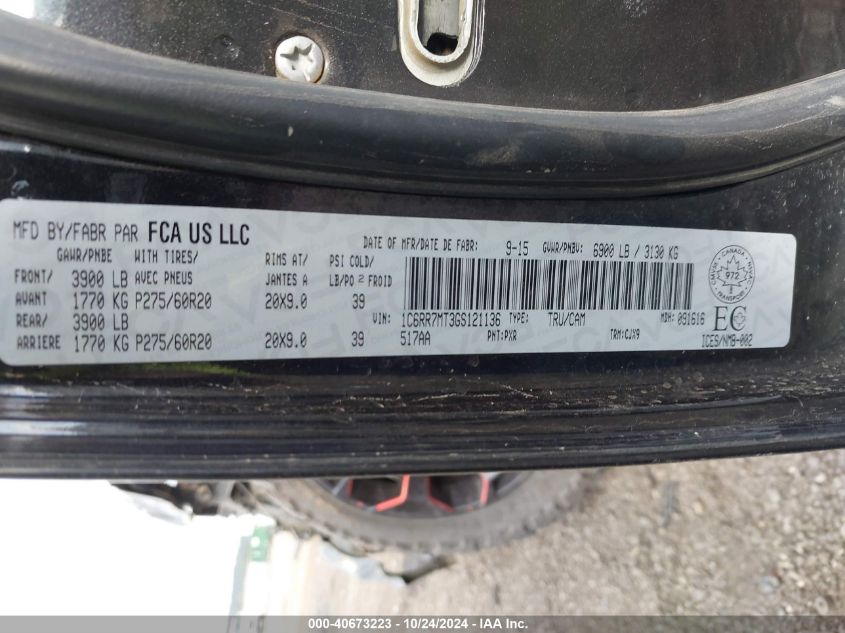 MFD BY/FABR PAR FCA US LLC DATE OF MFR/DATE DE FABR: 9-15 GVWR/PNBV: 6900 LB / 3130 KG
GAWR/PNBE WITH TIRES/ RIMS AT/ PSI COLD/
FRONT/ 3900 LB AVEC PNEUS JANTES A LB/PO 2 FROID
AVANT 1770 KG P275/60R20 20X9.0 39
REAR/ 3900 LB VIN: 1C6RR7MT3GS121136 TYPE: TRU/CAM MDH: 091616
ARRIERE 1770 KG P275/60R20 20X9.0 39 517AA PNT:PXR TRM:CJX9
CANADA
972
TRANSPORT
EC
ICES/NMB-002
000-40673223 - 10/24/2024 - IAA Inc.